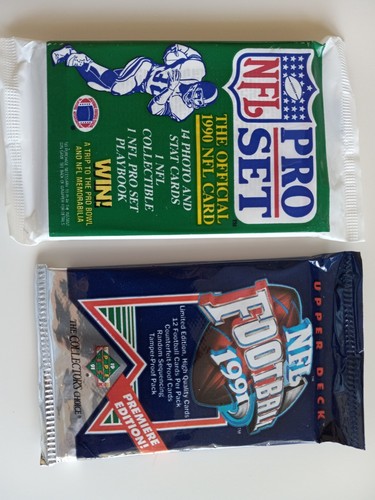 NFL
PRO
SET
THE OFFICIAL
1990 NFL CARD
14 PHOTO AND
STAT CARDS
1 NFL
COLLECTIBLE
1 NFL PRO SET
PLAYBOOK
WIN!
A TRIP TO THE PRO BOWL
AND NFL MEMORABILIA
UPPER DECK
NFL
FOOTBALL
1991
Limited Edition, High Quality Cards
12 Football Cards Per Pack
Counterfeit-Proof Cards
Random Sequencing
Tamper-Proof Pack
PREMIERE
EDITION!
THE COLLECTOR'S CHOICE